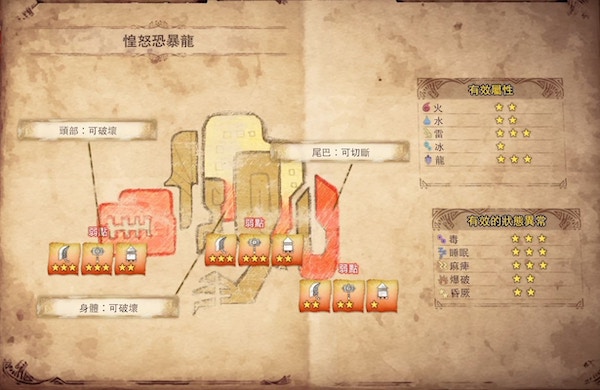 惶怒恐暴龍
頭部：可破壞
尾巴：可切斷
弱點
弱點
弱點
身體：可破壞
有效屬性
火
水
雷
冰
龍
有效的狀態異常
毒
睡眠
麻痺
爆破
昏厥